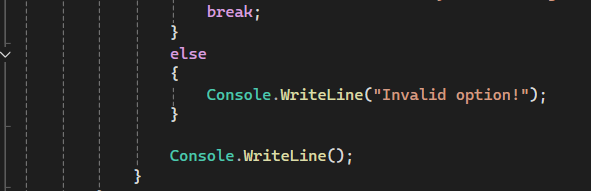 break;
}
else
{
Console.WriteLine("Invalid option!");
}
Console.WriteLine();
}